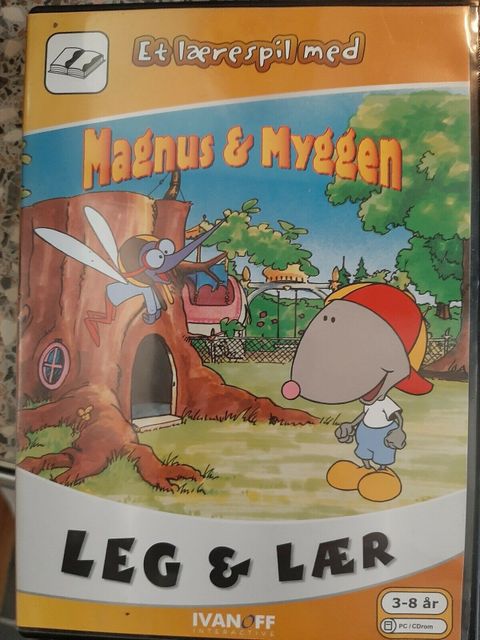 Et lærespil med
Magnus & Myggen
LEG & LÆR
IVANOFF
INTERACTIVE
3-8 år
PC / CDrom